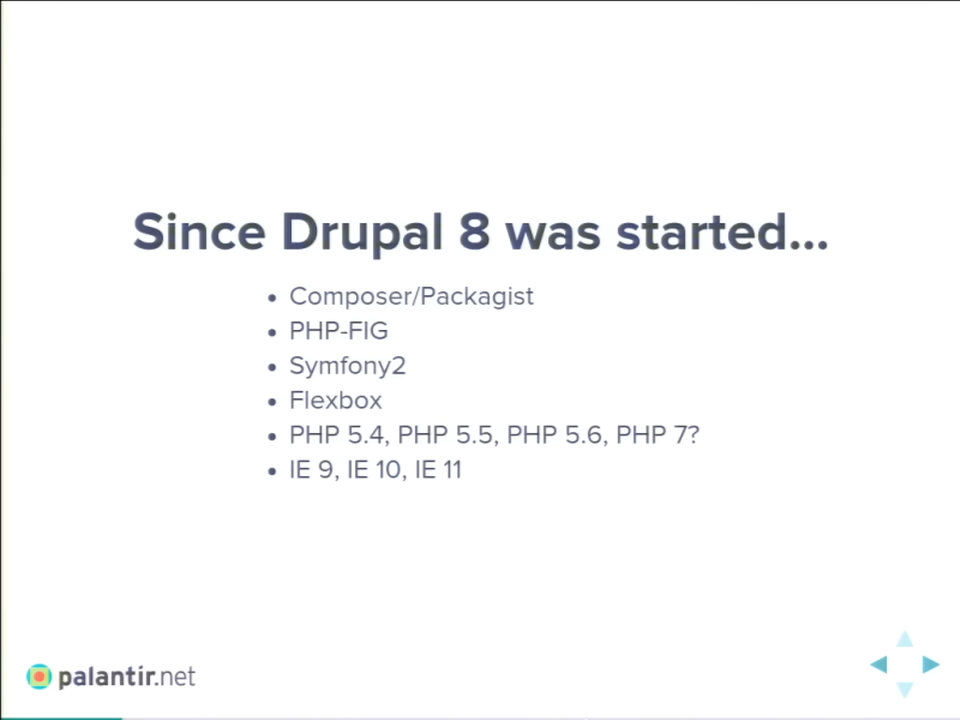 Since Drupal 8 was started...
Composer/Packagist
PHP-FIG
Symfony2
Flexbox
PHP 5.4, PHP 5.5, PHP 5.6, PHP 7?
IE 9, IE 10, IE 11
palantir.net